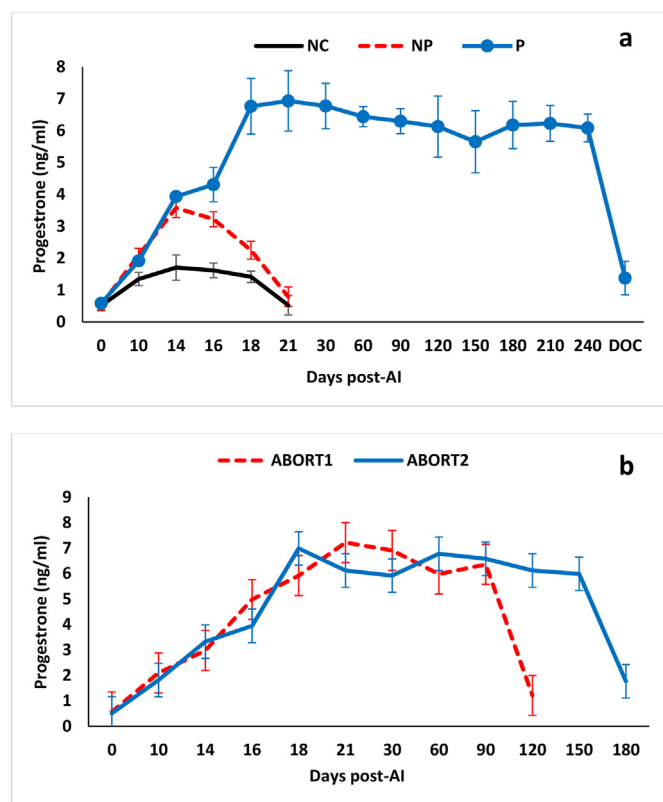 a
NC NP P
8
7
6
5
4
3
2
1
0
Progestrone (ng/ml)
0 10 14 16 18 21 30 60 90 120 150 180 210 240 DOC
Days post-AI
b
ABORT1 ABORT2
9
8
7
6
5
4
3
2
1
0
Progestrone (ng/ml)
0 10 14 16 18 21 30 60 90 120 150 180
Days post-AI